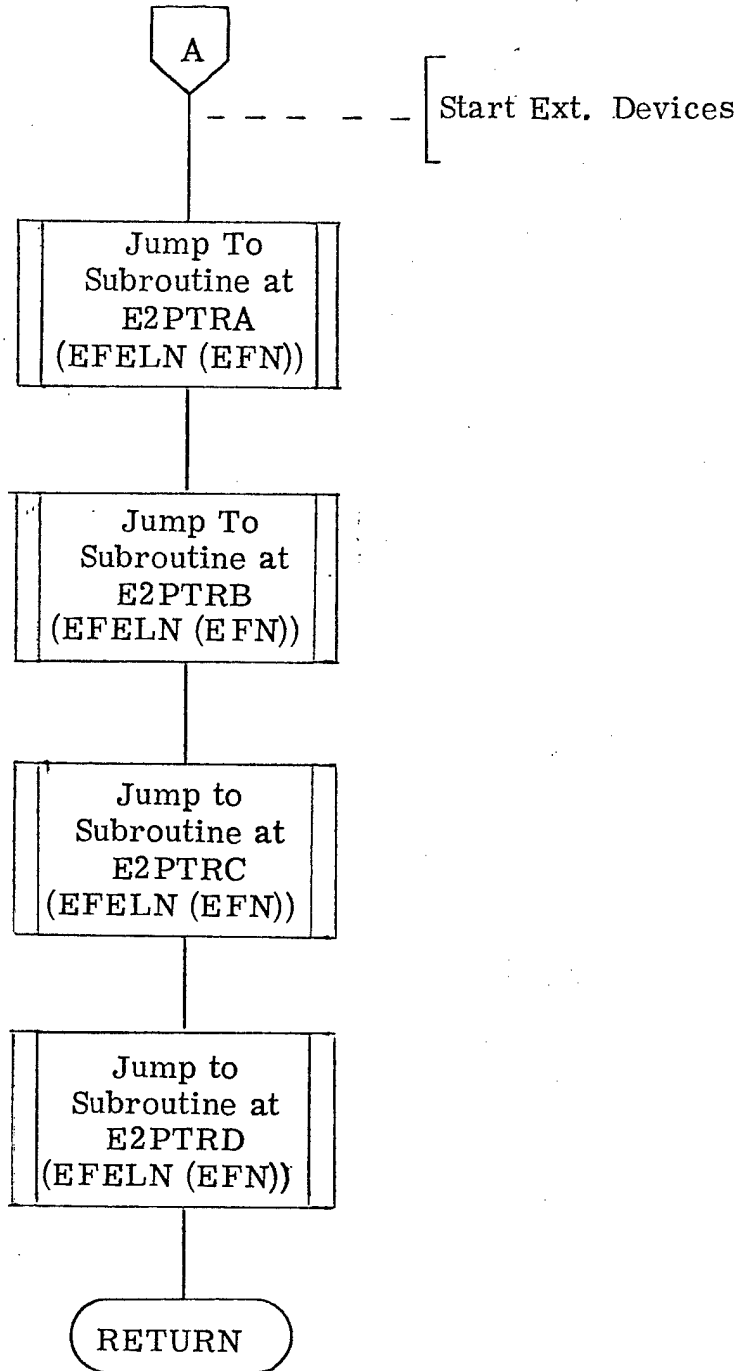 A
Start Ext. Devices
Jump To
Subroutine at
E2PTRA
(EFELN (EFN))
Jump To
Subroutine at
E2PTRB
(EFELN (EFN))
Jump to
Subroutine at
E2PTRC
(EFELN (EFN))
Jump to
Subroutine at
E2PTRD
(EFELN (EFN))
RETURN